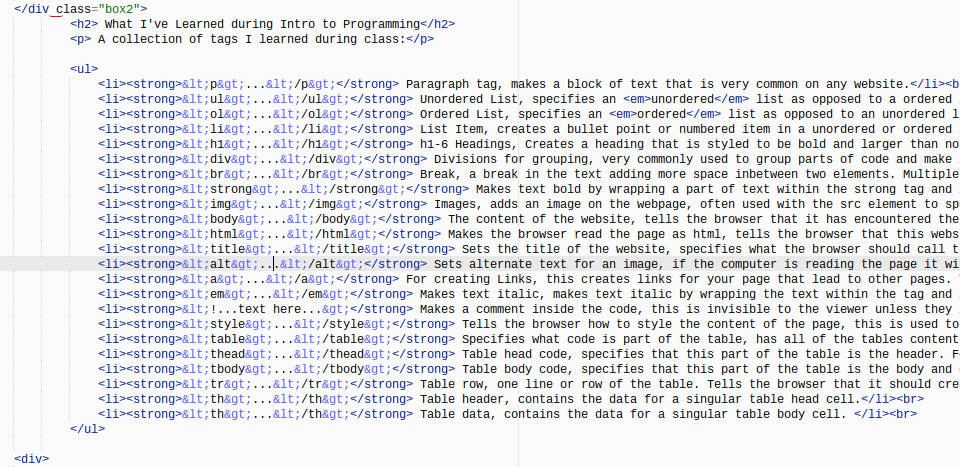 </div class="box2">
<h2> What I've Learned during Intro to Programming</h2>
<p> A collection of tags I learned during class:</p>
<ul>
<li><strong>&lt;p&gt;...&lt;/p&gt;</strong> Paragraph tag, makes a block of text that is very common on any website.</li><b
<li><strong>&lt;ul&gt;...&lt;/ul&gt;</strong> Unordered List, specifies an <em>unordered</em> list as opposed to a ordered
<li><strong>&lt;ol&gt;...&lt;/ol&gt;</strong> Ordered List, specifies an <em>ordered</em> list as opposed to an unordered l
<li><strong>&lt;li&gt;...&lt;/li&gt;</strong> List Item, creates a bullet point or numbered item in a unordered or ordered
<li><strong>&lt;h1&gt;...&lt;/h1&gt;</strong> h1-6 Headings, Creates a heading that is styled to be bold and larger than no
<li><strong>&lt;div&gt;...&lt;/div&gt;</strong> Divisions for grouping, very commonly used to group parts of code and make
<li><strong>&lt;br&gt;...&lt;/br&gt;</strong> Break, a break in the text adding more space inbetween two elements. Multiple
<li><strong>&lt;strong&gt;...&lt;/strong&gt;</strong> Makes text bold by wrapping a part of text within the strong tag and
<li><strong>&lt;img&gt;...&lt;/img&gt;</strong> Images, adds an image on the webpage, often used with the src element to sp
<li><strong>&lt;body&gt;...&lt;/body&gt;</strong> The content of the website, tells the browser that it has encountered the
<li><strong>&lt;html&gt;...&lt;/html&gt;</strong> Makes the browser read the page as html, tells the browser that this webs
<li><strong>&lt;title&gt;...&lt;/title&gt;</strong> Sets the title of the website, specifies what the browser should call t
<li><strong>&lt;alt&gt;...&lt;/alt&gt;</strong> Sets alternate text for an image, if the computer is reading the page it wi
<li><strong>&lt;a&gt;...&lt;/a&gt;</strong> For creating Links, this creates links for your page that lead to other pages.
<li><strong>&lt;em&gt;...&lt;/em&gt;</strong> Makes text italic, makes text italic by wrapping the text within the tag and
<li><strong>&lt;!...text here...&gt;</strong> Makes a comment inside the code, this is invisible to the viewer unless they
<li><strong>&lt;style&gt;...&lt;/style&gt;</strong> Tells the browser how to style the content of the page, this is used to
<li><strong>&lt;table&gt;...&lt;/table&gt;</strong> Specifies what code is part of the table, has all of the tables content
<li><strong>&lt;thead&gt;...&lt;/thead&gt;</strong> Table head code, specifies that this part of the table is the header. F
<li><strong>&lt;tbody&gt;...&lt;/tbody&gt;</strong> Table body code, specifies that this part of the table is the body and
<li><strong>&lt;tr&gt;...&lt;/tr&gt;</strong> Table row, one line or row of the table. Tells the browser that it should crea
<li><strong>&lt;th&gt;...&lt;/th&gt;</strong> Table header, contains the data for a singular table head cell.</li><br>
<li><strong>&lt;th&gt;...&lt;/th&gt;</strong> Table data, contains the data for a singular table body cell. </li><br>
</ul>
<div>